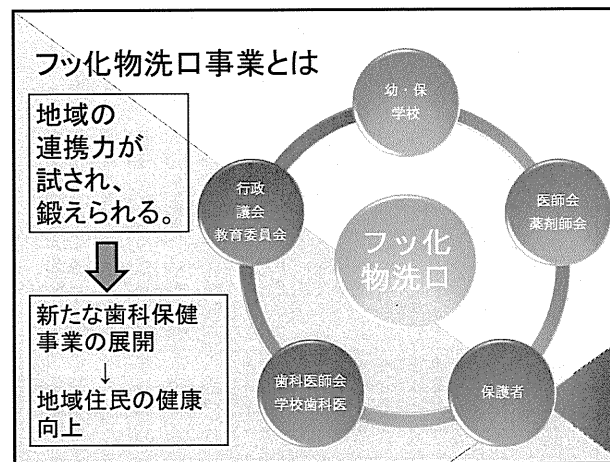 フッ化物洗口事業とは
地域の
連携力が
試され、
鍛えられる。
新たな歯科保健
事業の展開
↓
地域住民の健康
向上
幼・保
学校
医師会
薬剤師会
保護者
歯科医師会
学校歯科医
行政
議会
教育委員会
フッ化
物洗口